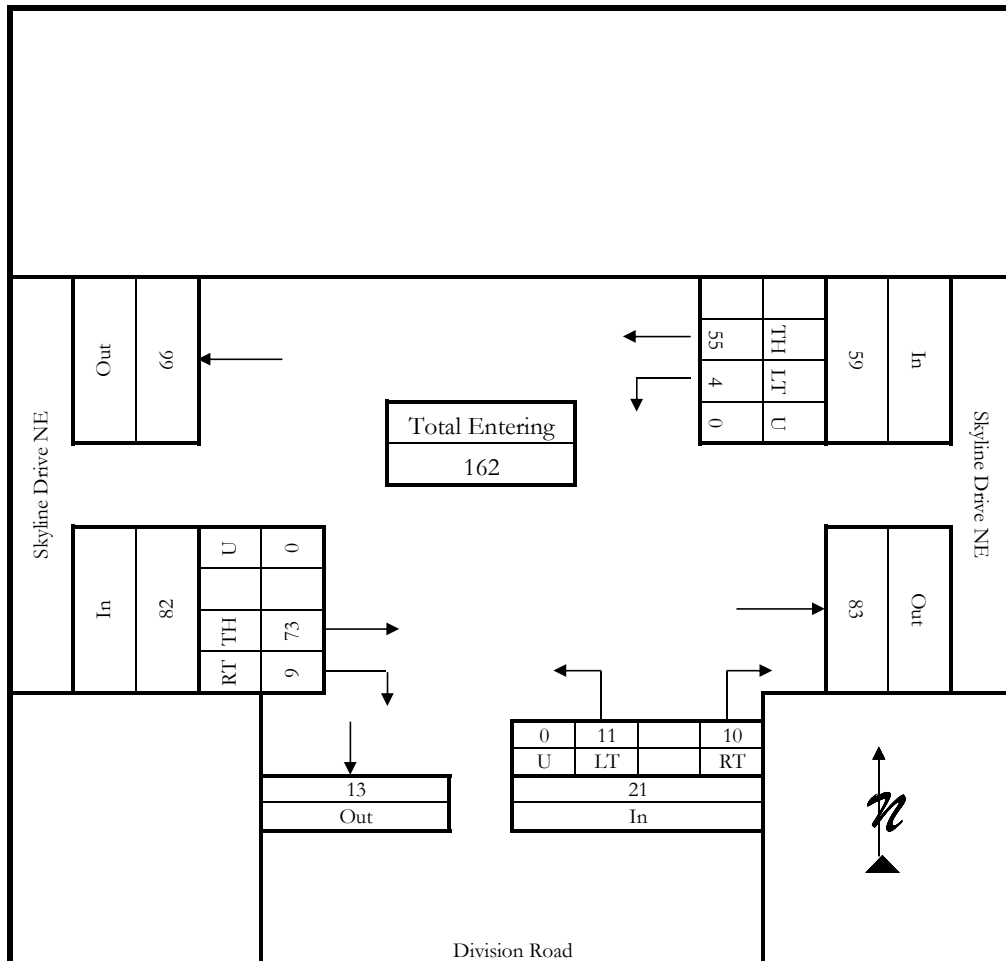 Out
66
55
TH
4
LT
0
U
59
In
Skyline Drive NE
Skyline Drive NE
Total Entering
162
In
82
U
0
TH
73
RT
9
83
Out
0
11
10
U
LT
RT
13
Out
21
In
n
Division Road